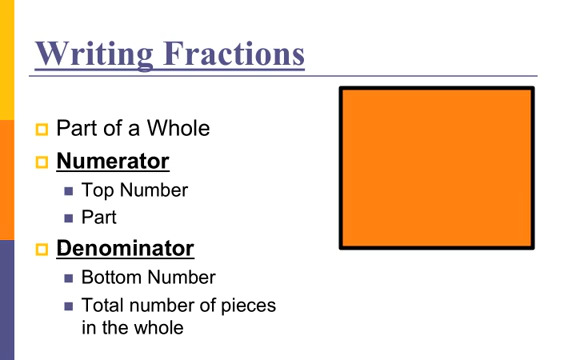 Writing Fractions
Part of a Whole
Numerator
Top Number
Part
Denominator
Bottom Number
Total number of pieces
in the whole